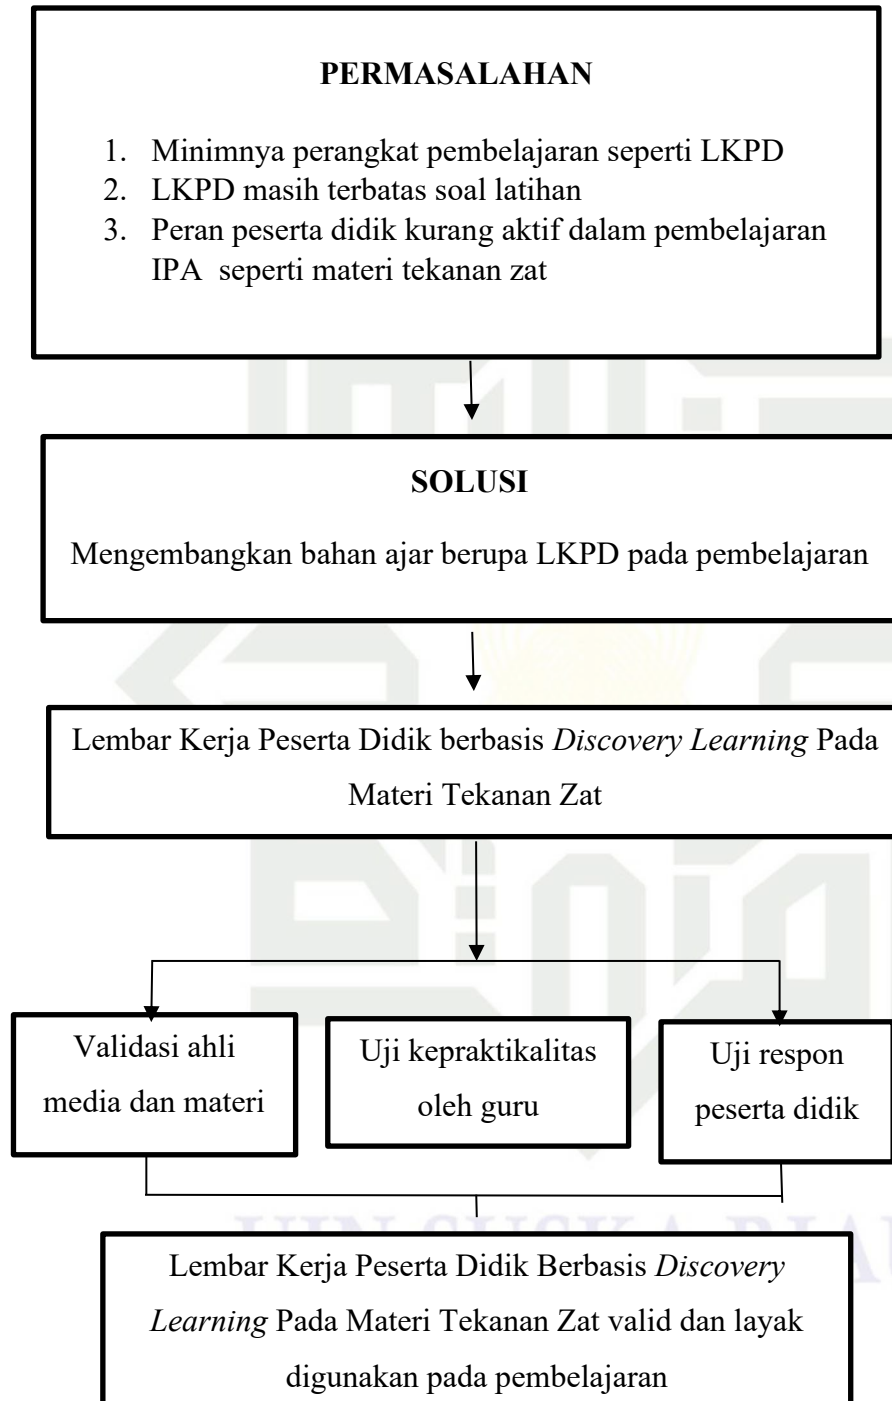 PERMASALAHAN
1. Minimnya perangkat pembelajaran seperti LKPD
2. LKPD masih terbatas soal latihan
3. Peran peserta didik kurang aktif dalam pembelajaran
IPA seperti materi tekanan zat
SOLUSI
Mengembangkan bahan ajar berupa LKPD pada pembelajaran
Lembar Kerja Peserta Didik berbasis Discovery Learning Pada
Materi Tekanan Zat
Validasi ahli
media dan materi
Uji kepraktikalitas
oleh guru
Uji respon
peserta didik
UIN SUSKA RIAU
Lembar Kerja Peserta Didik Berbasis Discovery
Learning Pada Materi Tekanan Zat valid dan layak
digunakan pada pembelajaran